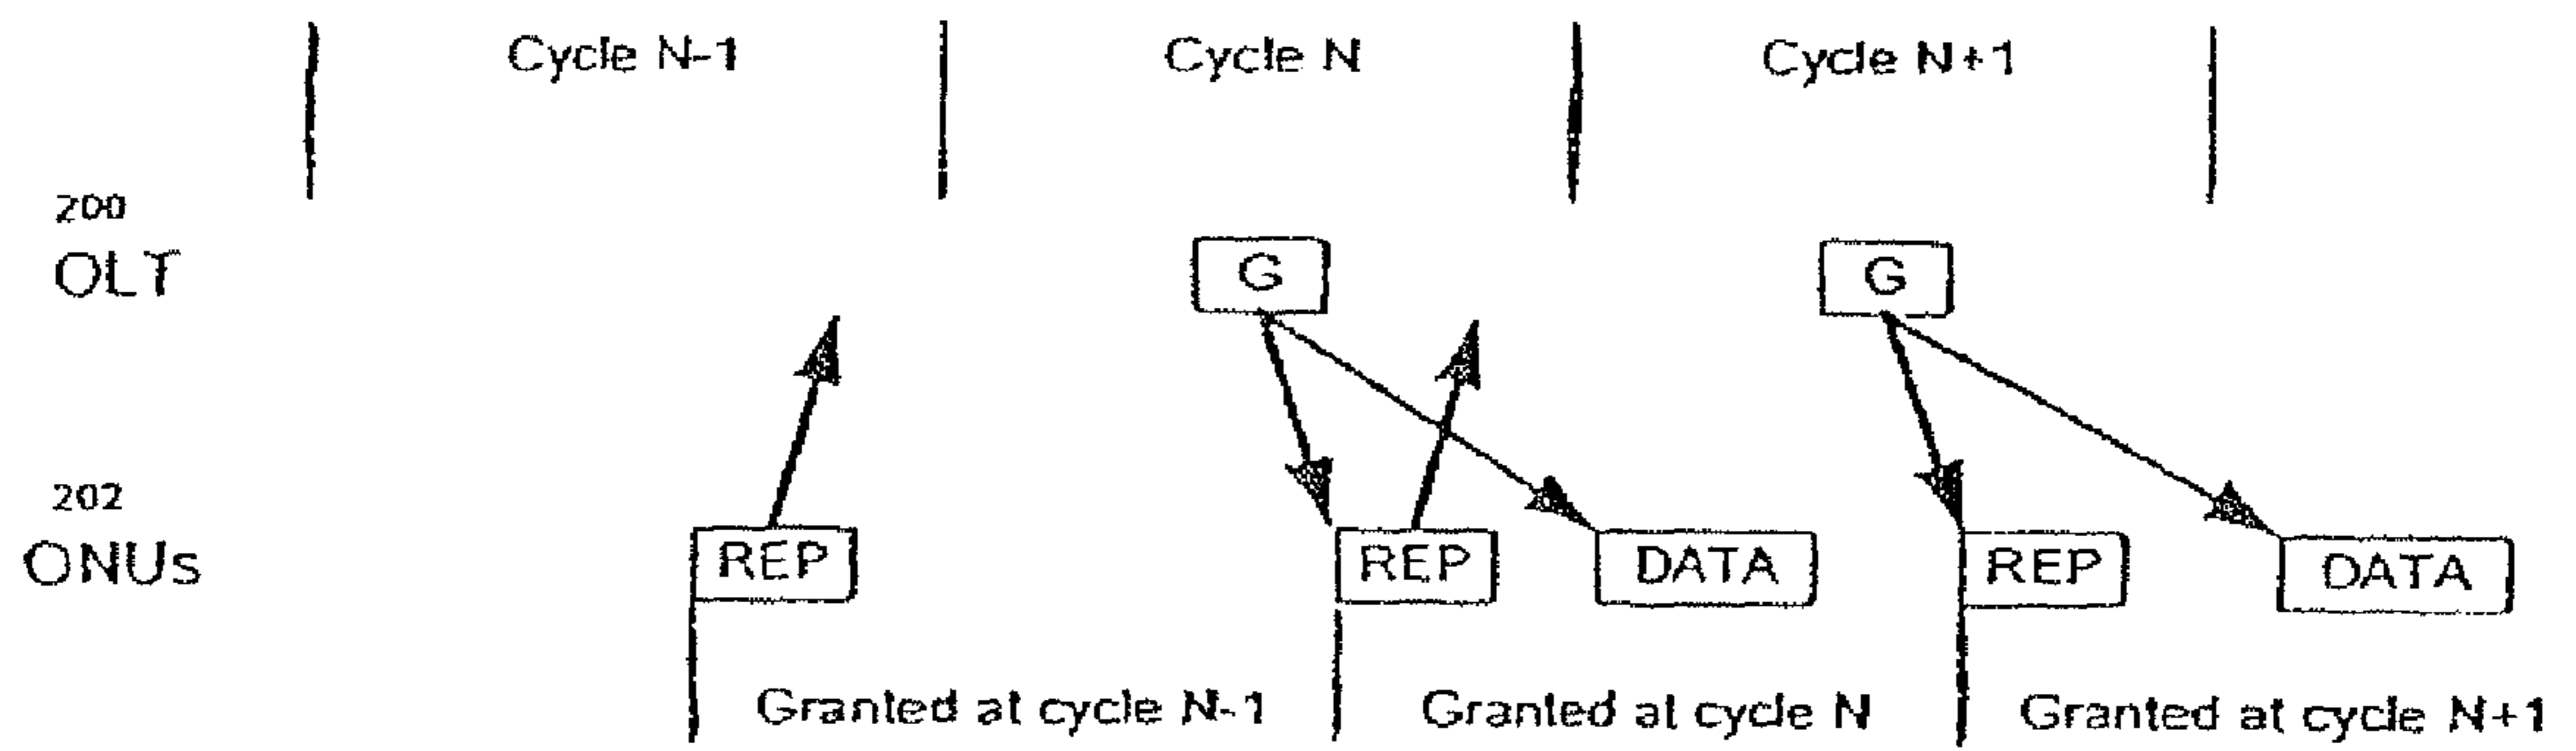 Cycle N-1 Cycle N Cycle N+1
200
OLT G G
202
ONUs REP REP DATA REP DATA
Granted at cycle N-1 Granted at cycle N Granted at cycle N+1